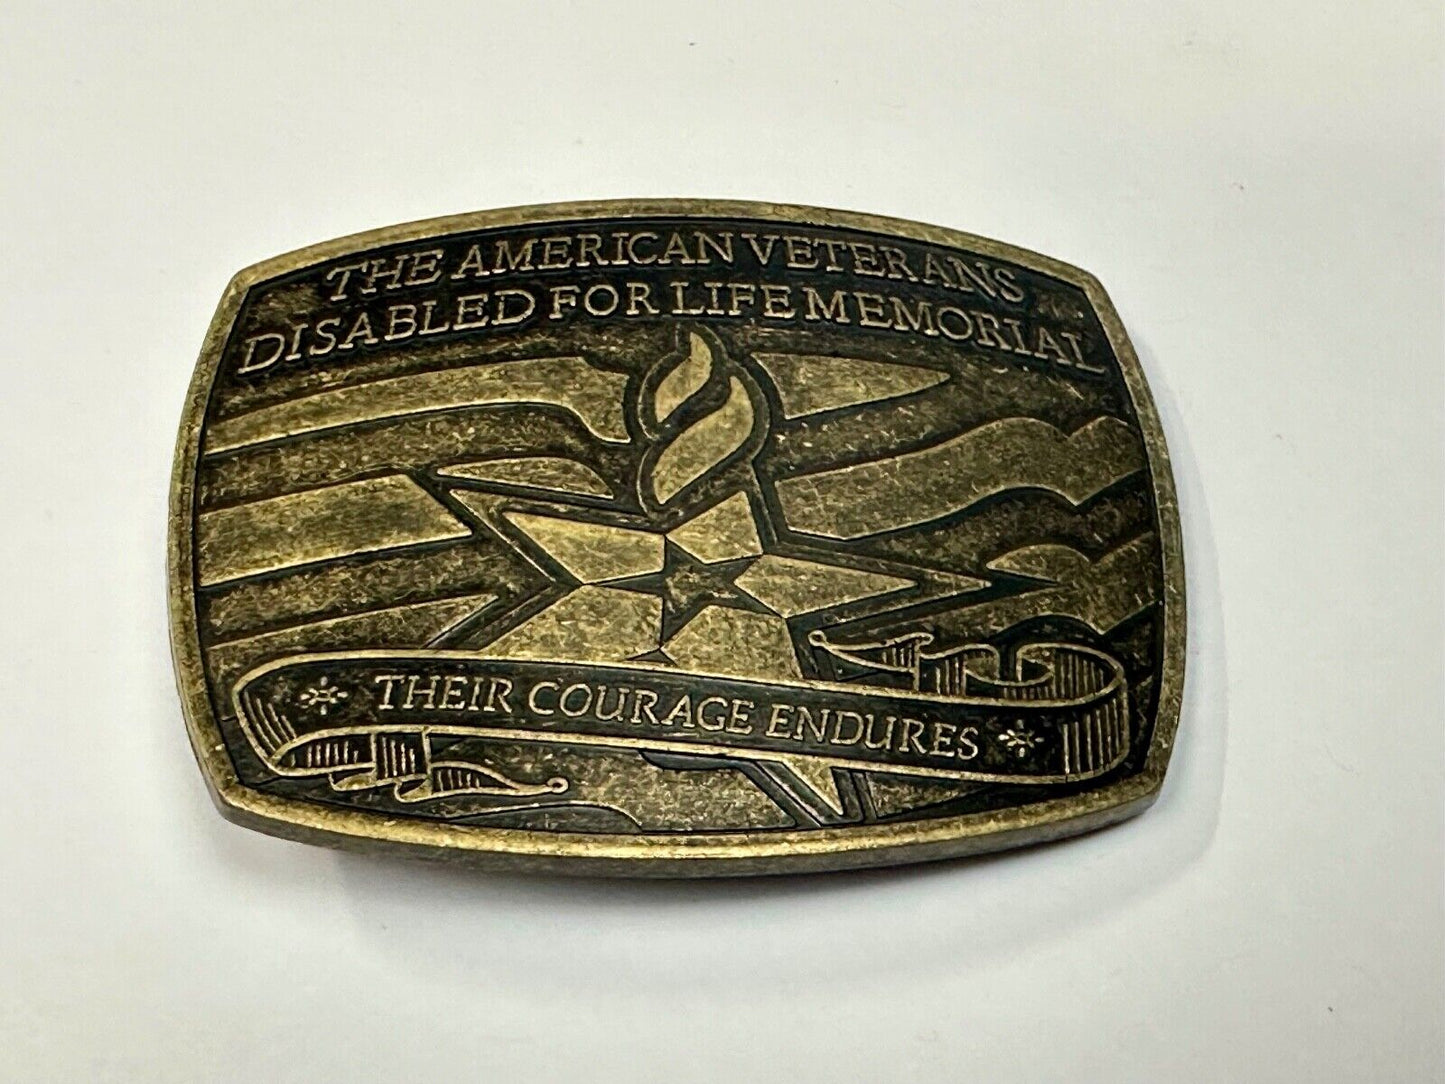 THE AMERICAN VETERANS
DISABLED FOR LIFE MEMORIAL
THEIR COURAGE ENDURES